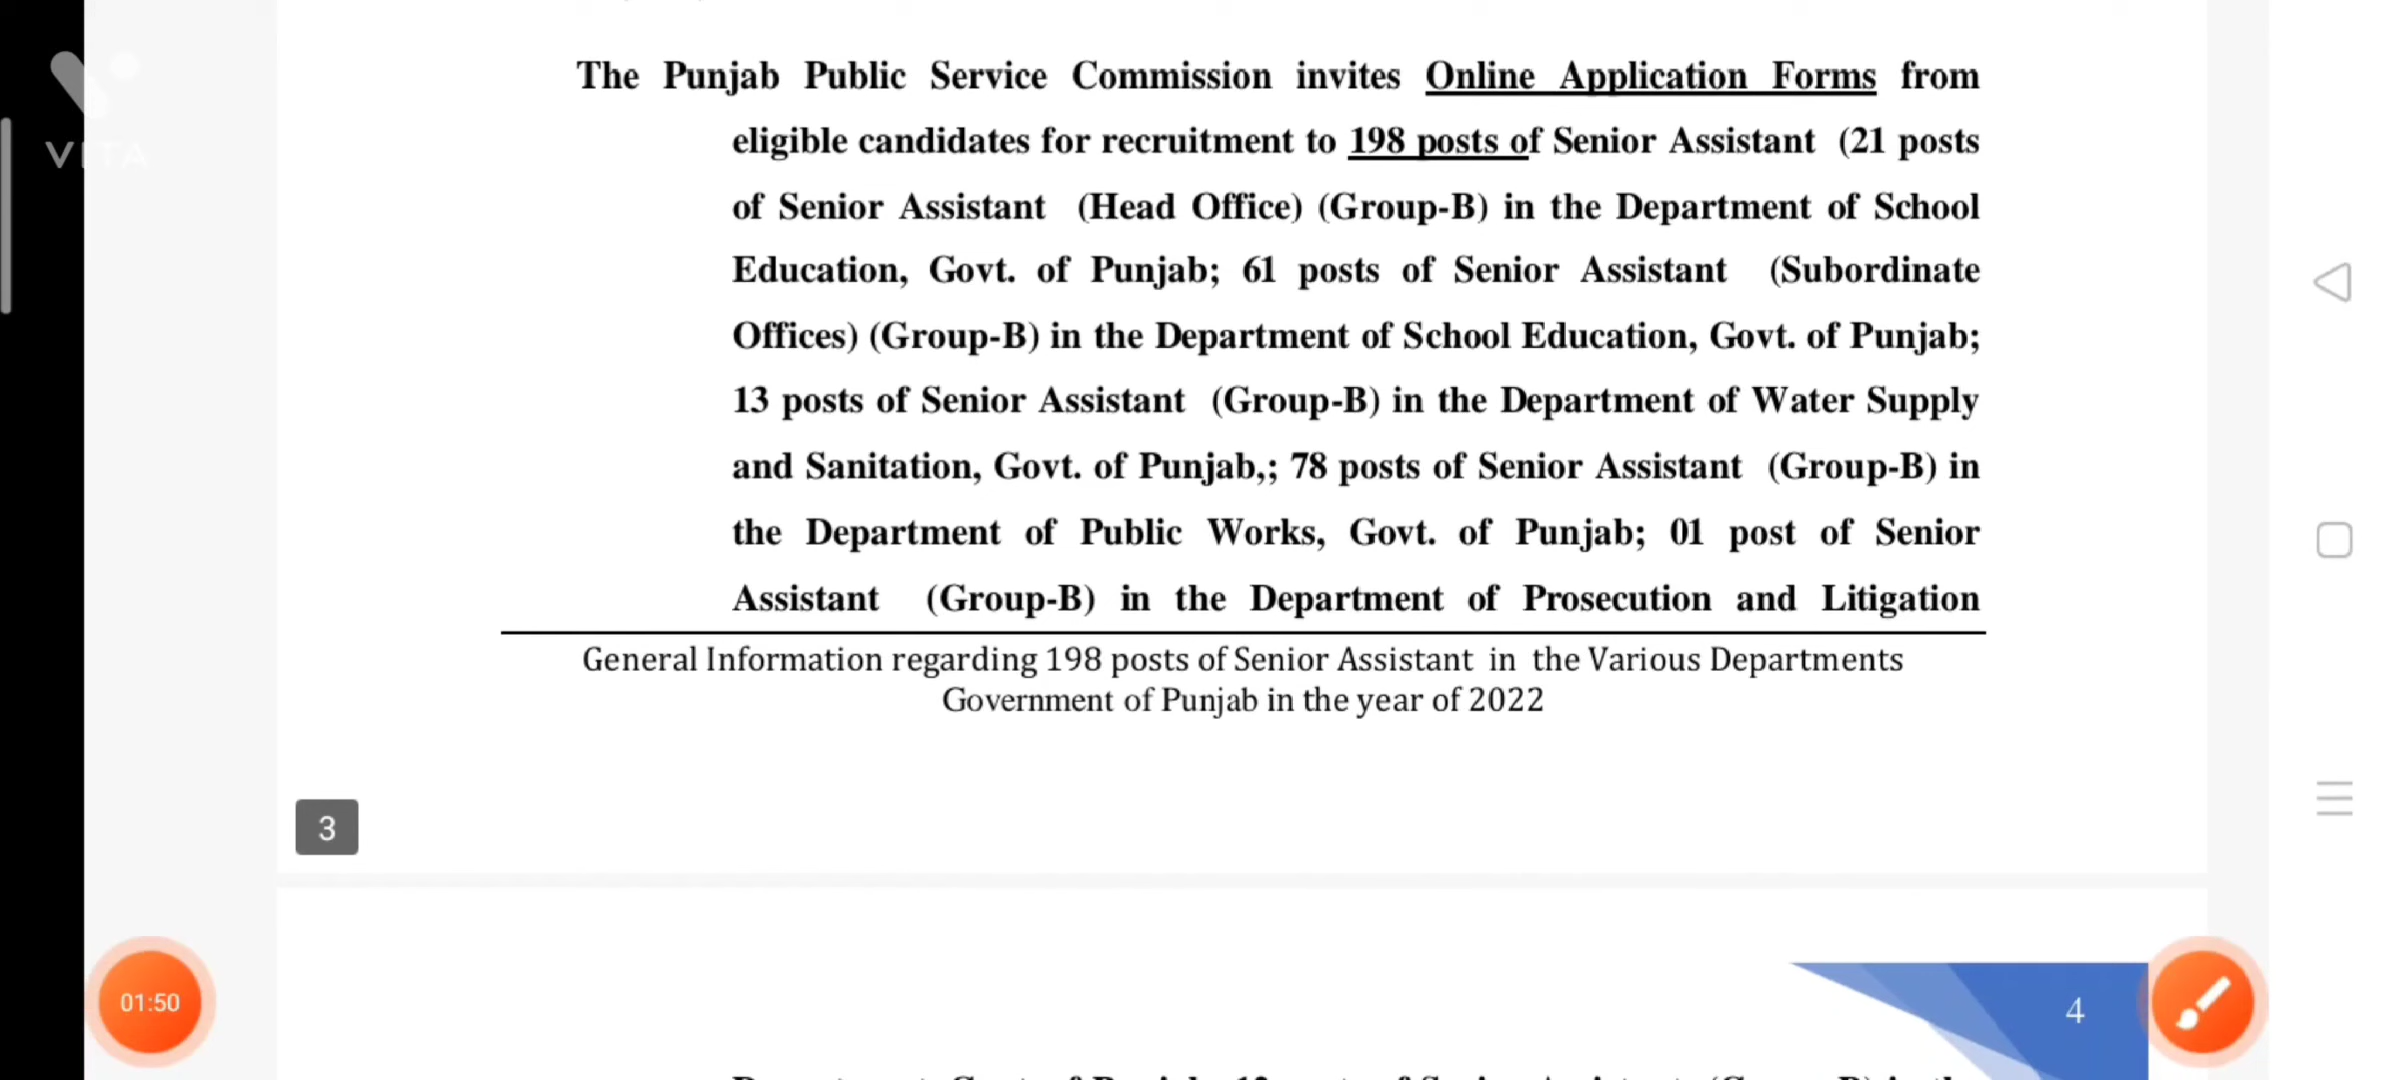 VITA
The Punjab Public Service Commission invites Online Application Forms from
eligible candidates for recruitment to 198 posts of Senior Assistant (21 posts
of Senior Assistant (Head Office) (Group-B) in the Department of School
Education, Govt. of Punjab; 61 posts of Senior Assistant (Subordinate
Offices) (Group-B) in the Department of School Education, Govt. of Punjab;
13 posts of Senior Assistant (Group-B) in the Department of Water Supply
and Sanitation, Govt. of Punjab,; 78 posts of Senior Assistant (Group-B) in
the Department of Public Works, Govt. of Punjab; 01 post of Senior
Assistant (Group-B) in the Department of Prosecution and Litigation
General Information regarding 198 posts of Senior Assistant in the Various Departments
Government of Punjab in the year of 2022
3
01:50
4